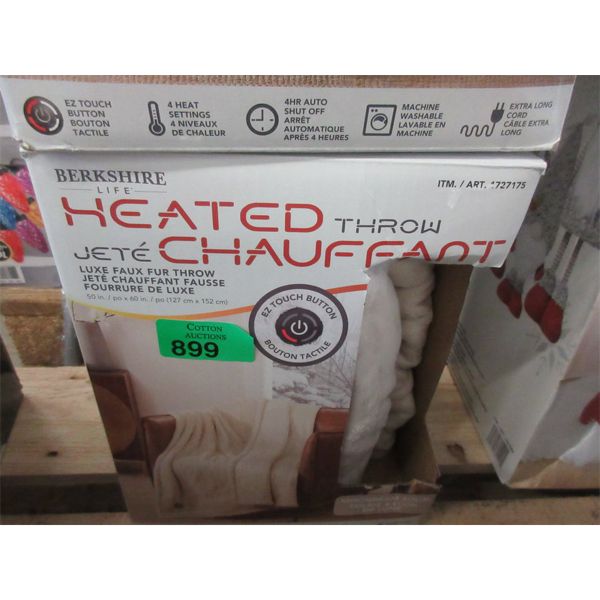 EZ TOUCH
BUTTON
BOUTON
TACTILE
4 HEAT
SETTINGS
4 NIVEAUX
DE CHALEUR
4HR AUTO
SHUT OFF
ARRÊT
AUTOMATIQUE
APRÈS 4 HEURES
MACHINE
WASHABLE
LAVABLE EN
MACHINE
EXTRA LONG
CORD
CÂBLE EXTRA
LONG
BERKSHIRE
LIFE
ITM. / ART. 1727175
HEATED THROW
JETÉ CHAUFFANT
LUXE FAUX FUR THROW
JETÉ CHAUFFANT FAUSSE
FOURRURE DE LUXE
50 in. / po x 60 in. / po (127 cm x 152 cm)
EZ TOUCH BUTTON
BOUTON TACTILE
COTTON
AUCTIONS
899